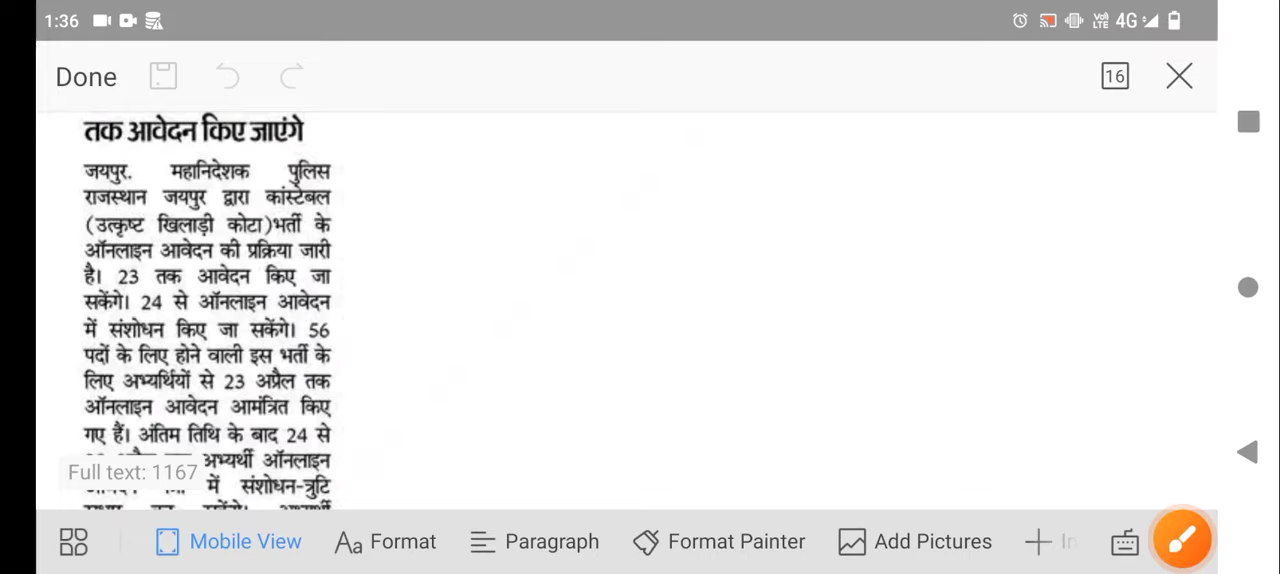 1:36 Vol LTE 4G
Done 16
तक आवेदन किए जाएंगे
जयपुर. महानिदेशक पुलिस
राजस्थान जयपुर द्वारा कांस्टेबल
(उत्कृष्ट खिलाड़ी कोटा)भर्ती के
ऑनलाइन आवेदन की प्रक्रिया जारी
है। 23 तक आवेदन किए जा
सकेंगे। 24 से ऑनलाइन आवेदन
में संशोधन किए जा सकेंगे। 56
पदों के लिए होने वाली इस भर्ती के
लिए अभ्यर्थियों से 23 अप्रैल तक
ऑनलाइन आवेदन आमंत्रित किए
गए हैं। अंतिम तिथि के बाद 24 से
अभ्यर्थी ऑनलाइन
Full text: 1167
में संशोधन-त्रुटि
Mobile View Format Paragraph Format Painter Add Pictures